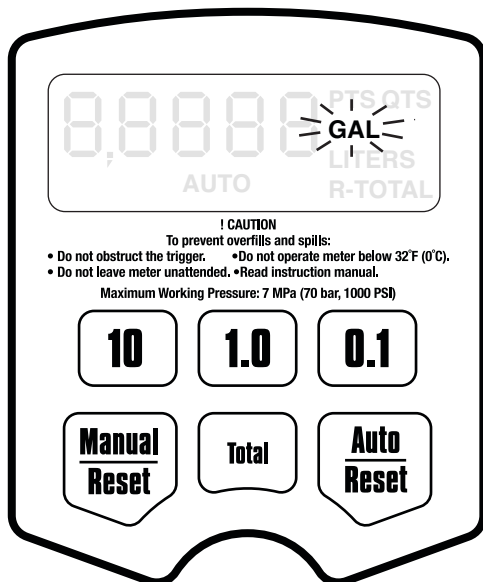 8.8888 PTS QTS
GAL
LITERS
AUTO R-TOTAL
! CAUTION
To prevent overfills and spills:
• Do not obstruct the trigger. •Do not operate meter below 32°F (0°C).
• Do not leave meter unattended. •Read instruction manual.
Maximum Working Pressure: 7 MPa (70 bar, 1000 PSI)
10 1.0 0.1
Manual Total Auto
Reset Reset